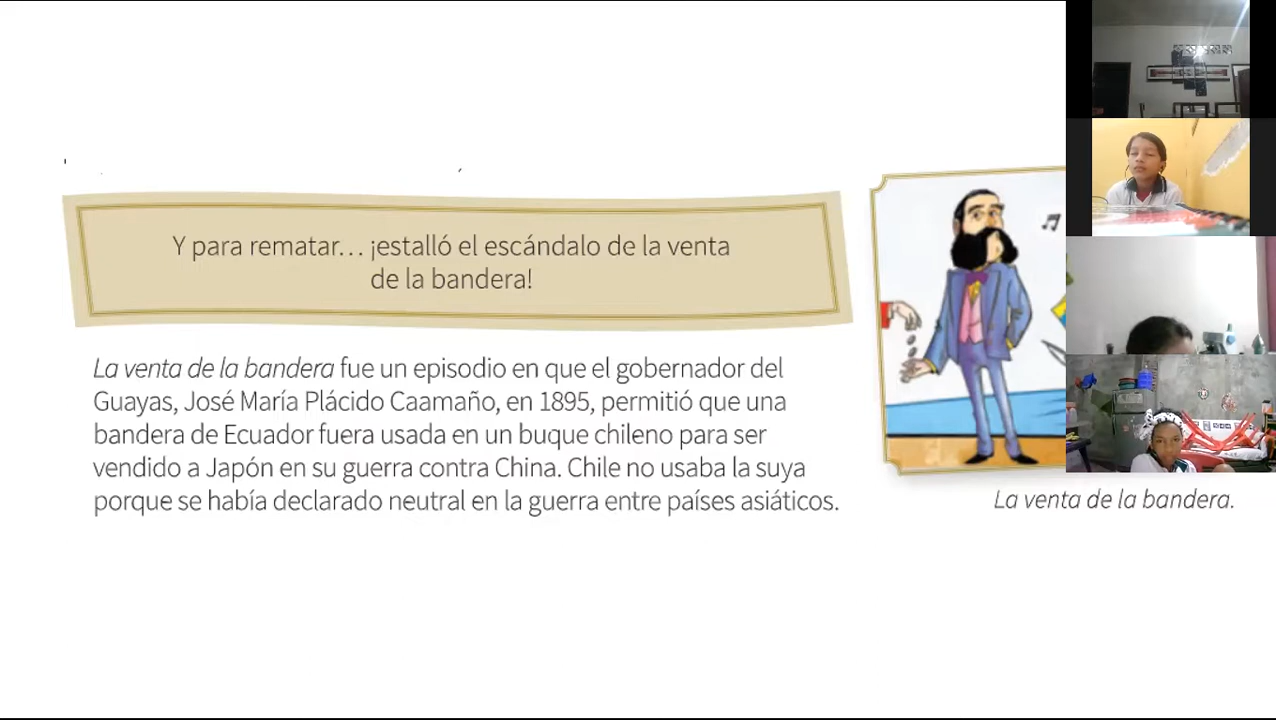 Y para rematar… ¡estalló el escándalo de la venta
de la bandera!
La venta de la bandera fue un episodio en que el gobernador del
Guayas, José María Plácido Caamaño, en 1895, permitió que una
bandera de Ecuador fuera usada en un buque chileno para ser
vendido a Japón en su guerra contra China. Chile no usaba la suya
porque se había declarado neutral en la guerra entre países asiáticos.
La venta de la bandera.